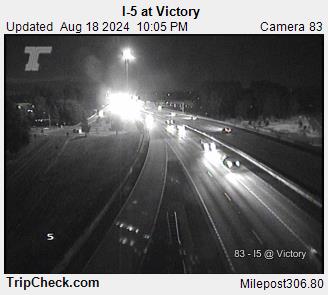 I-5 at Victory
Updated Aug 18 2024 10:05 PM Camera 83
T
S
83 - I5 @ Victory
TripCheck.com Milepost306.80